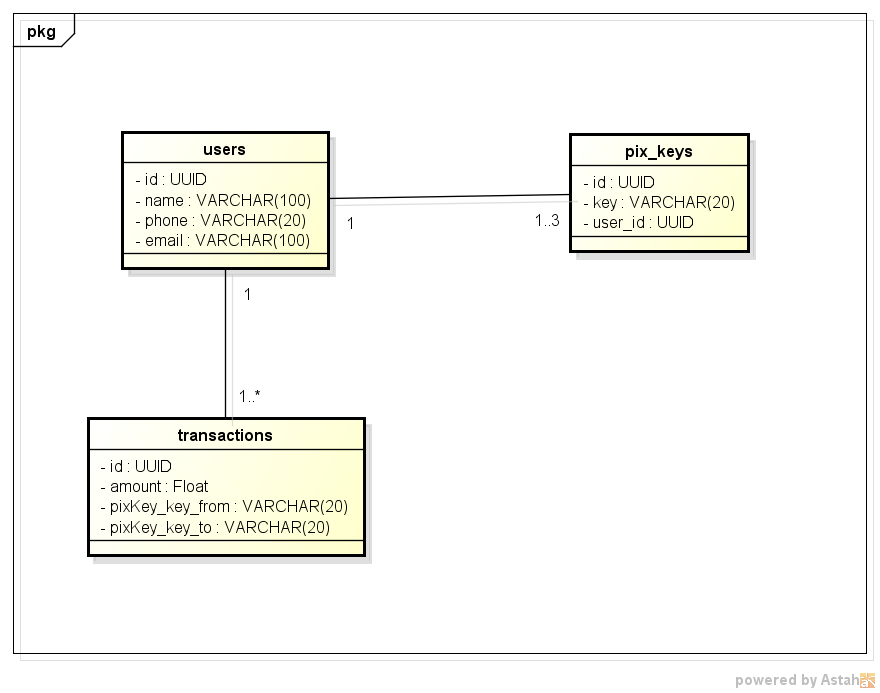 pkg
users
- id : UUID
- name : VARCHAR(100)
- phone : VARCHAR(20)
- email : VARCHAR(100)
1
1..3
pix_keys
- id : UUID
- key : VARCHAR(20)
- user_id : UUID
1
1..*
transactions
- id : UUID
- amount : Float
- pixKey_key_from : VARCHAR(20)
- pixKey_key_to : VARCHAR(20)
powered by Astah